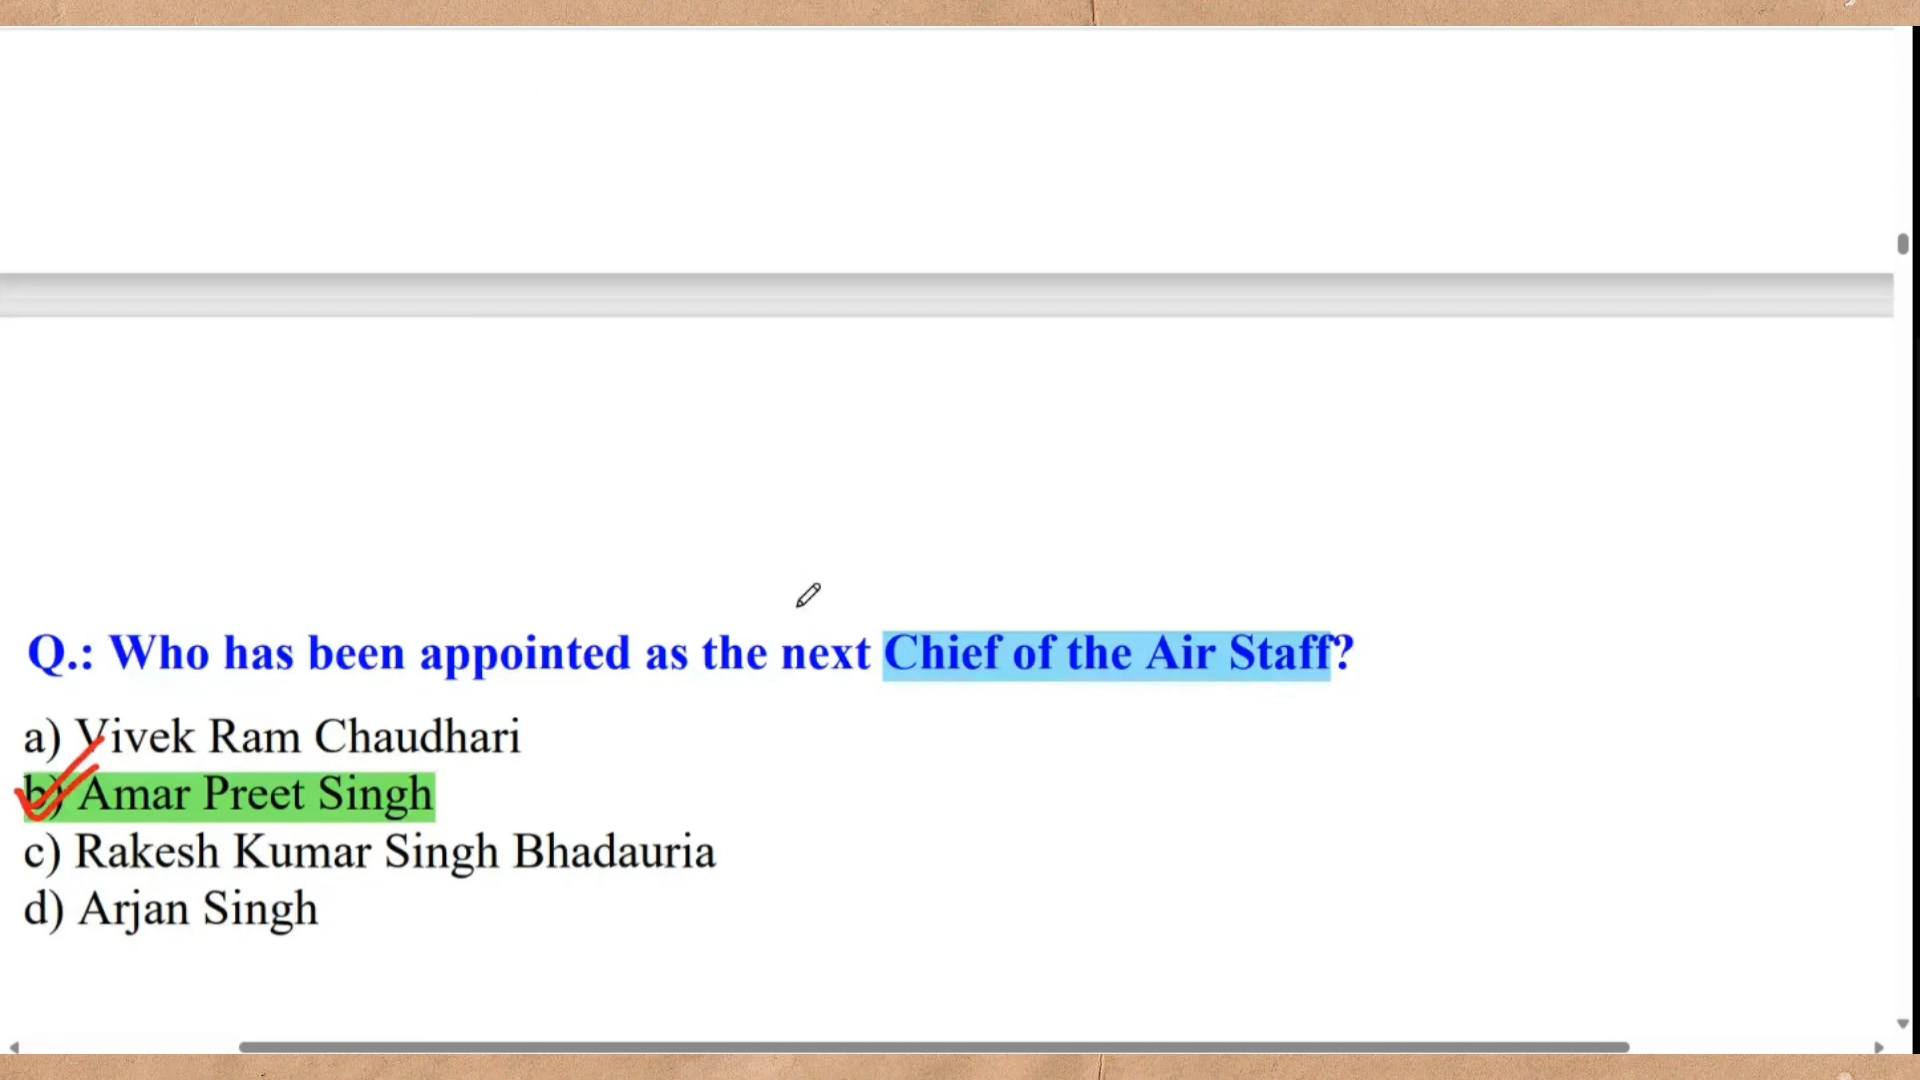 Q.: Who has been appointed as the next Chief of the Air Staff?
a) Vivek Ram Chaudhari
b) Amar Preet Singh
c) Rakesh Kumar Singh Bhadauria
d) Arjan Singh